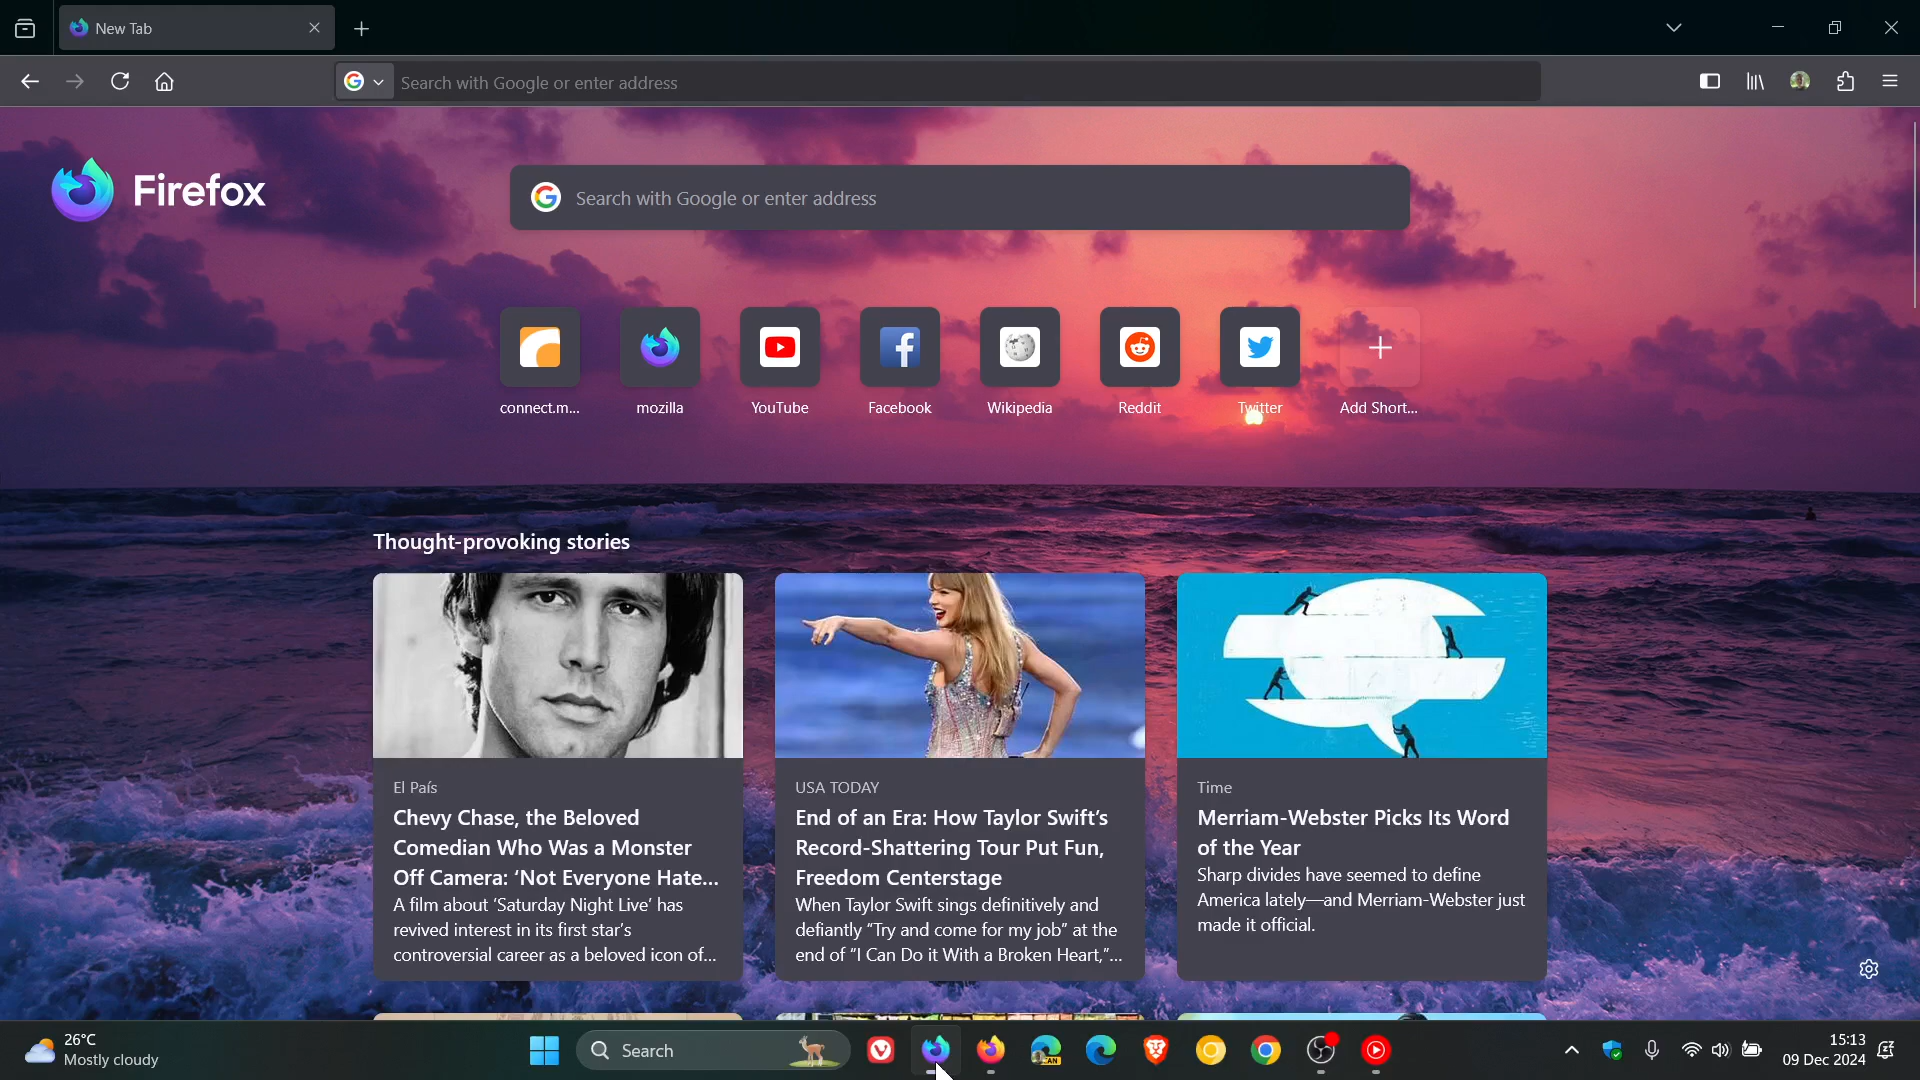 New Tab
Search with Google or enter address
Firefox
Search with Google or enter address
connect.m...
mozilla
YouTube
Facebook
Wikipedia
Reddit
Twitter
Add Short...
Thought-provoking stories
El País
Chevy Chase, the Beloved
Comedian Who Was a Monster
Off Camera: ‘Not Everyone Hate...
A film about ‘Saturday Night Live’ has
revived interest in its first star’s
controversial career as a beloved icon of...
USA TODAY
End of an Era: How Taylor Swift’s
Record-Shattering Tour Put Fun,
Freedom Centerstage
When Taylor Swift sings definitively and
defiantly “Try and come for my job” at the
end of “I Can Do it With a Broken Heart,”...
Time
Merriam-Webster Picks Its Word
of the Year
Sharp divides have seemed to define
America lately—and Merriam-Webster just
made it official.
26°C
Mostly cloudy
Search
CAN
15:13
09 Dec 2024